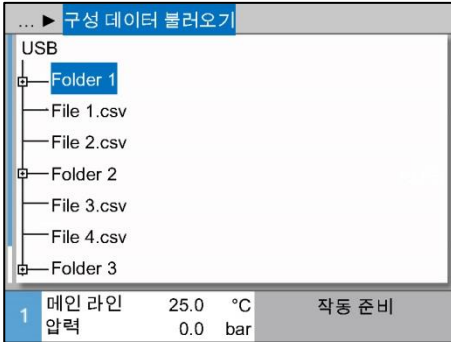 ... ▶ 구성 데이터 불러오기
USB
Folder 1
File 1.csv
File 2.csv
Folder 2
File 3.csv
File 4.csv
Folder 3
1 메인 라인 25.0 °C 작동 준비
압력 0.0 bar